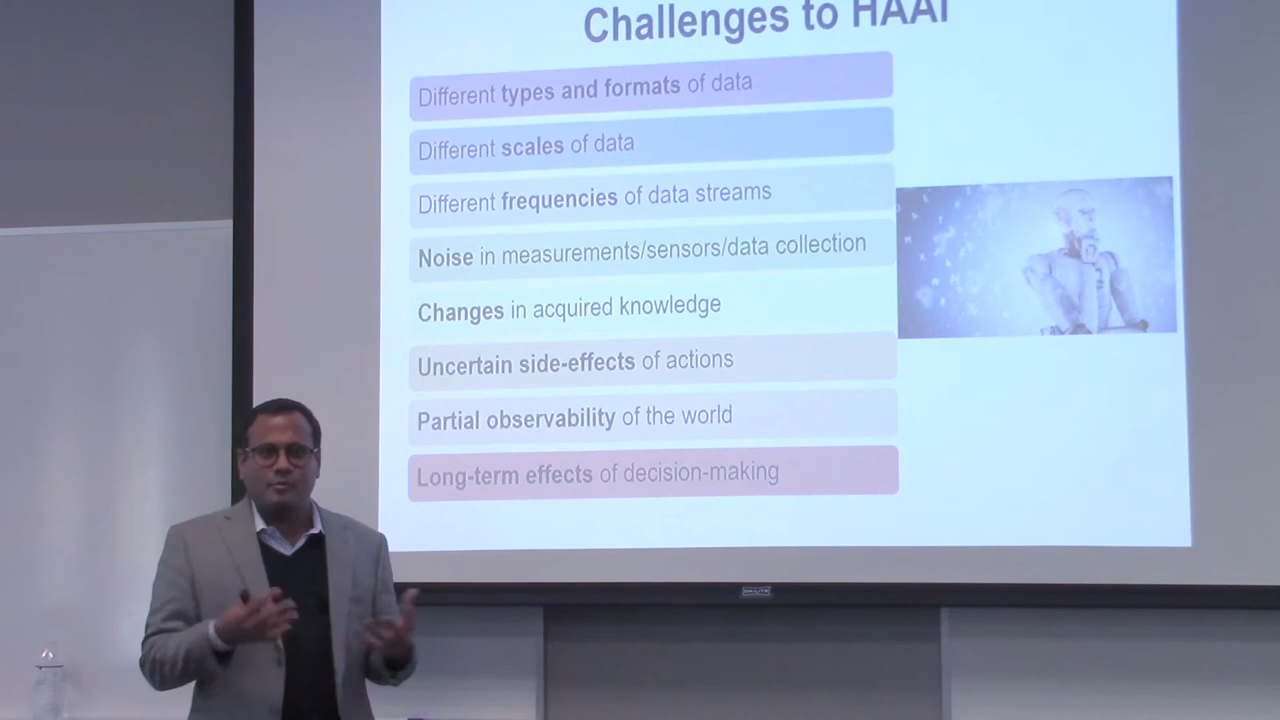 Challenges to HAAI
Different types and formats of data
Different scales of data
Different frequencies of data streams
Noise in measurements/sensors/data collection
Changes in acquired knowledge
Uncertain side-effects of actions
Partial observability of the world
Long-term effects of decision-making
DA-LITE